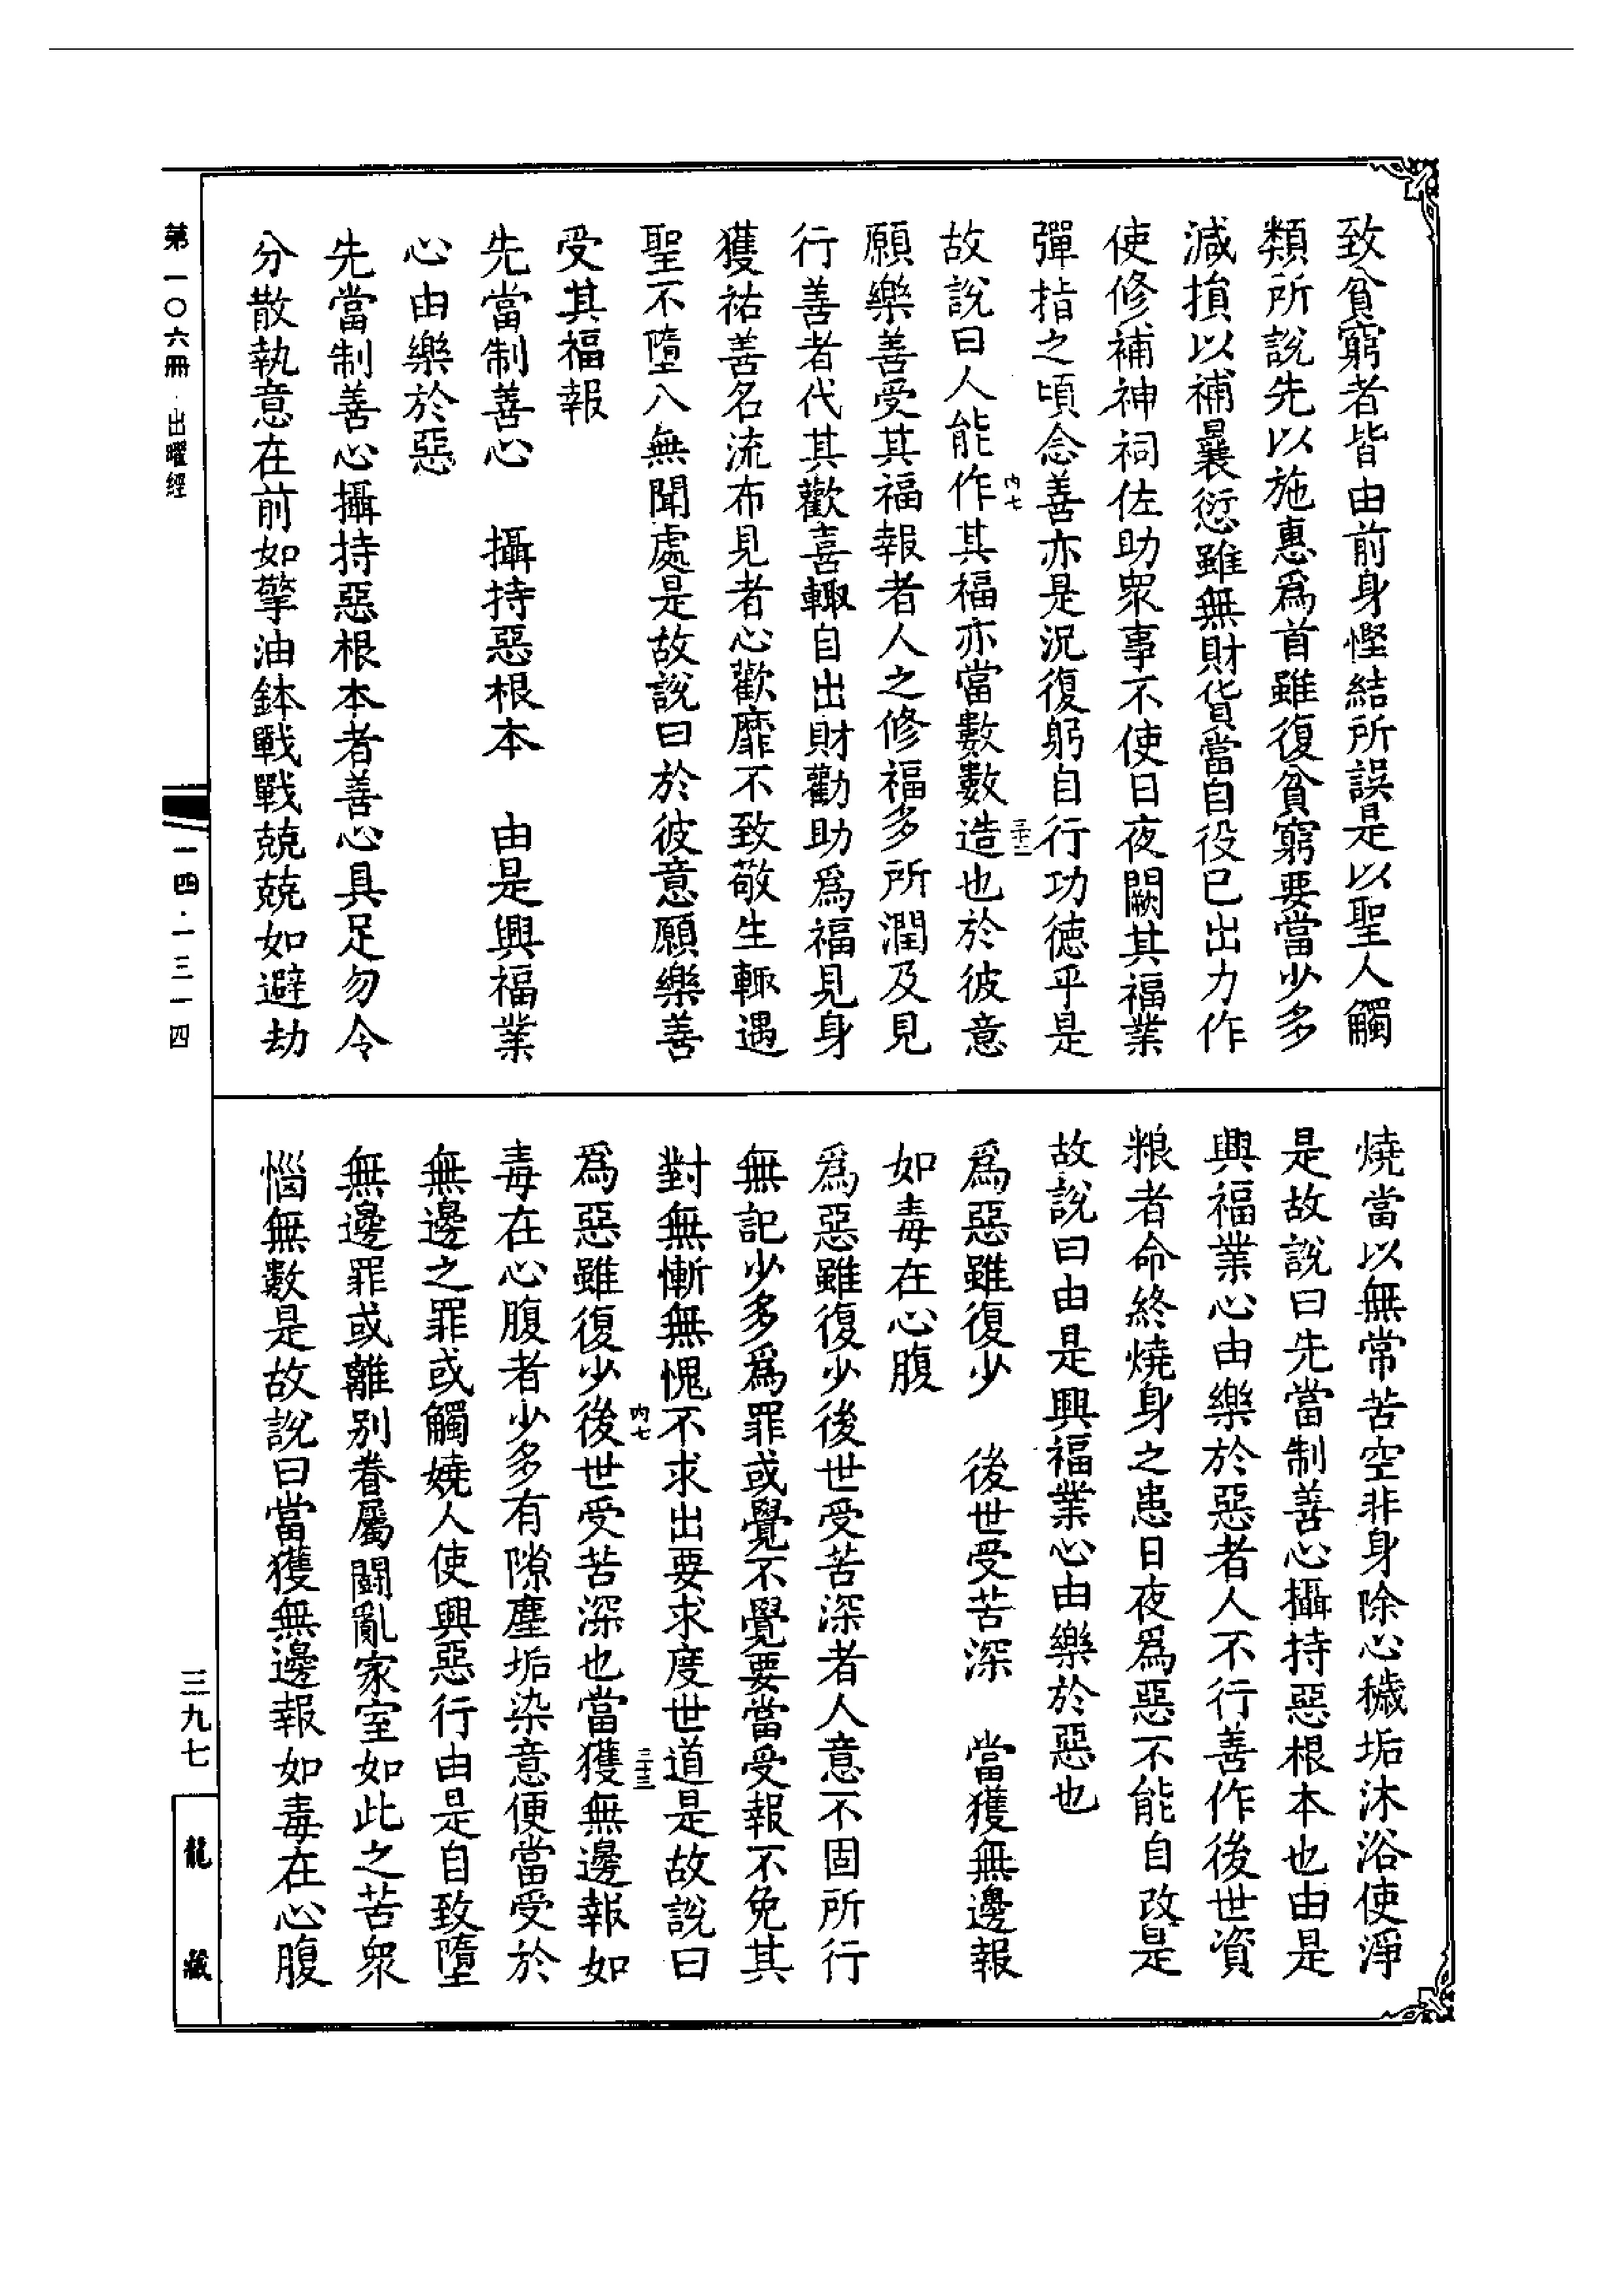 致貧窮者皆由前身慳結所誤是以聖人觸
類所說先以施惠為首雖復貧窮要當少多
減損以補曩愆雖無財貨當自役已出力作
使修補神祠佐助眾事不使日夜闕其福業
彈指之頃念善亦是況復躬自行功德乎是
內七
三十二
故說曰人能作其福亦當數數造也於彼意
願樂善受其福報者人之修福多所潤及見
行善者代其歡喜輙自出財勸助為福見身
獲祐善名流布見者心歡靡不致敬生輙遇
聖不墮八無聞處是故說曰於彼意願樂善
受其福報
先當制善心　攝持惡根本　由是興福業
心由樂於惡
先當制善心攝持惡根本者善心具足勿令
分散執意在前如擎油鉢戰戰兢兢如避劫
燒當以無常苦空非身除心穢垢沐浴使淨
是故說曰先當制善心攝持惡根本也由是
興福業心由樂於惡者人不行善作後世資
粮者命終燒身之患日夜為惡不能自改是
故說曰由是興福業心由樂於惡也
為惡雖復少　後世受苦深　當獲無邊報
如毒在心腹
為惡雖復少後世受苦深者人意不固所行
無記少多為罪或覺不覺要當受報不免其
對無慚無愧不求出要求度世道是故說曰
內七
三十三
為惡雖復少後世受苦深也當獲無邊報如
毒在心腹者少多有隙塵垢染意便當受於
無邊之罪或觸嬈人使興惡行由是自致墮
無邊罪或離別眷屬鬪亂家室如此之苦眾
惱無數是故說曰當獲無邊報如毒在心腹
第一〇六冊·出曜經
一四·一三一四
三九七
龍藏